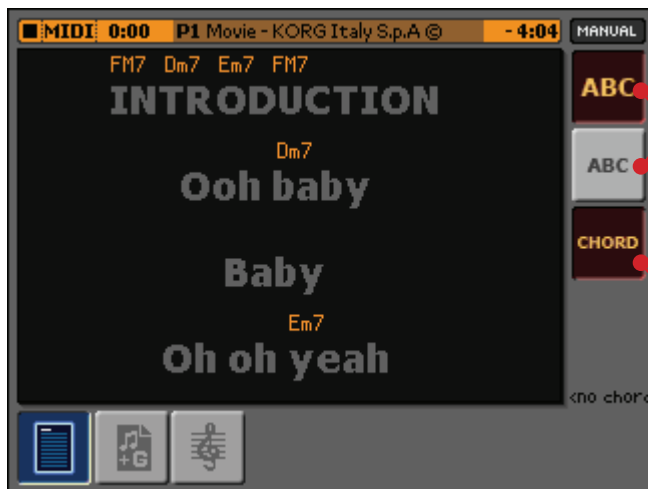 MIDI 0:00 P1 Movie - KORG Italy S.p.A © - 4:04 MANUAL
FM7 Dm7 Em7 FM7
INTRODUCTION
ABC
Dm7
ABC
Ooh baby
CHORD
Baby
Em7
Oh oh yeah
<no
+G